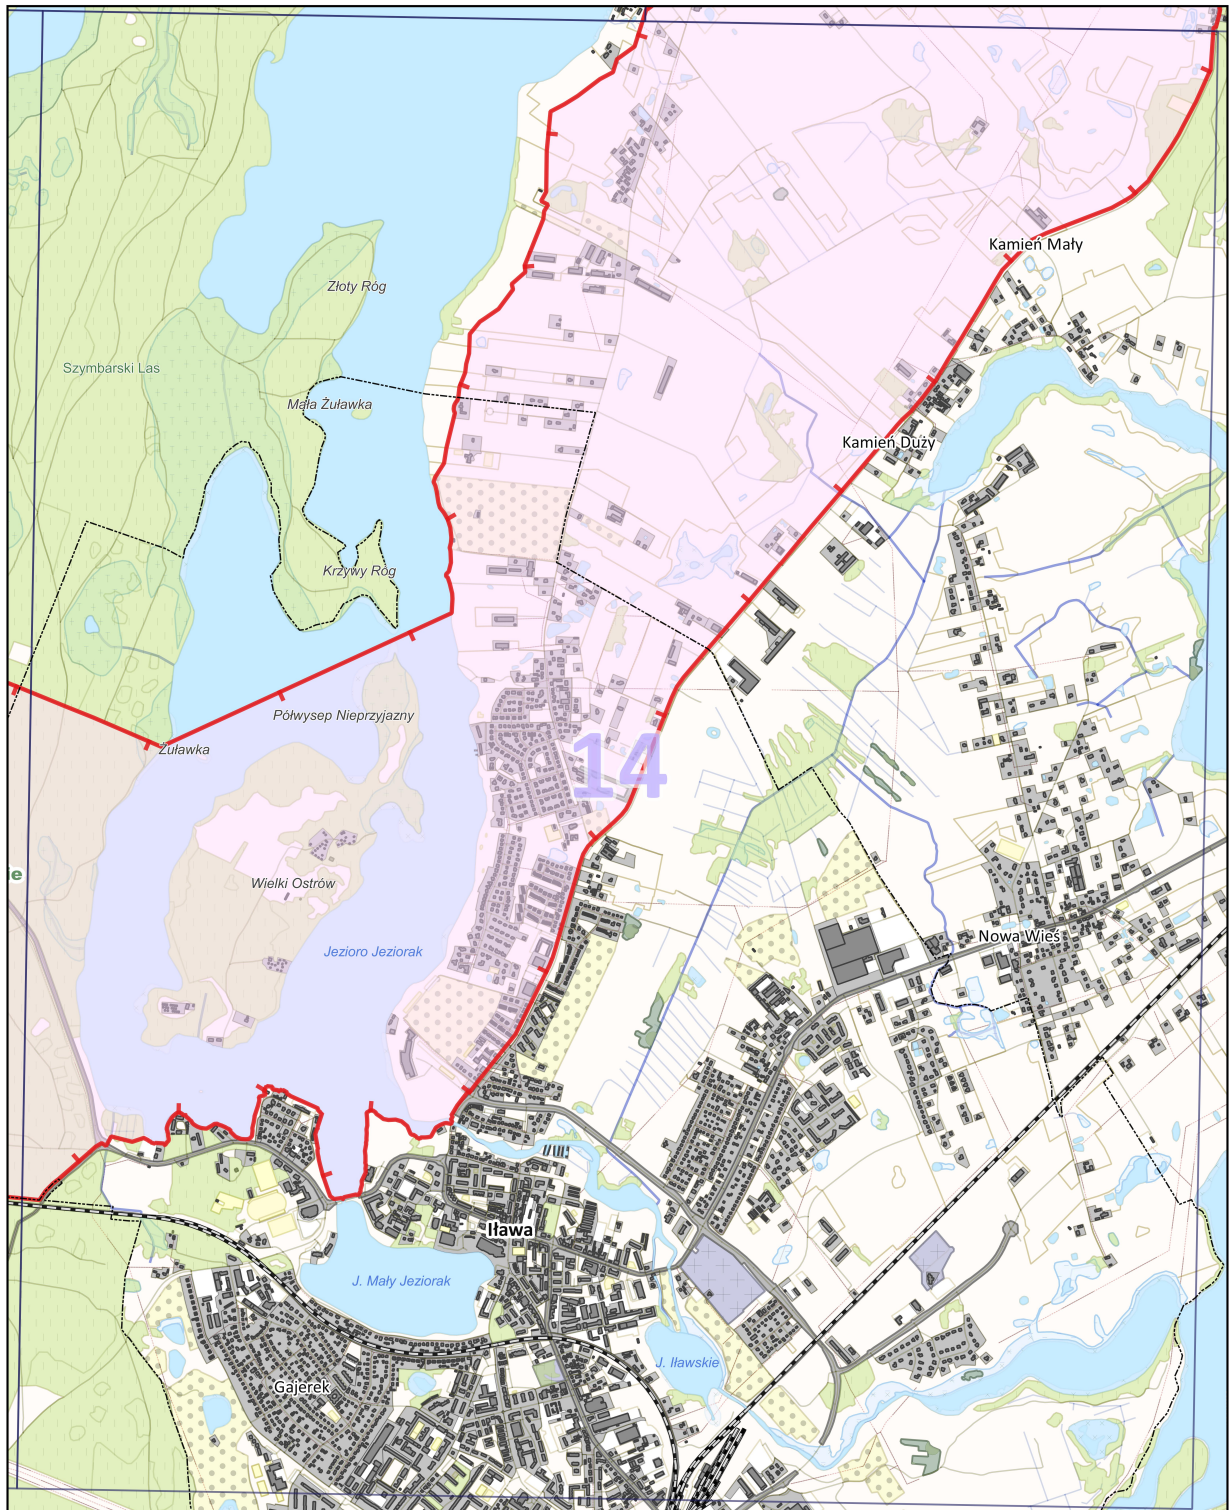 Kamień Mały
Złoty Róg
Szymbarski Las
Mała Żuławka
Kamień Duży
Krzywy Róg
Półwysep Nieprzyjazny
Żuławka
14
ie
Wielki Ostrów
Nowa Wieś
Jezioro Jeziorak
Iława
J. Mały Jeziorak
J. Iławskie
Gajerek